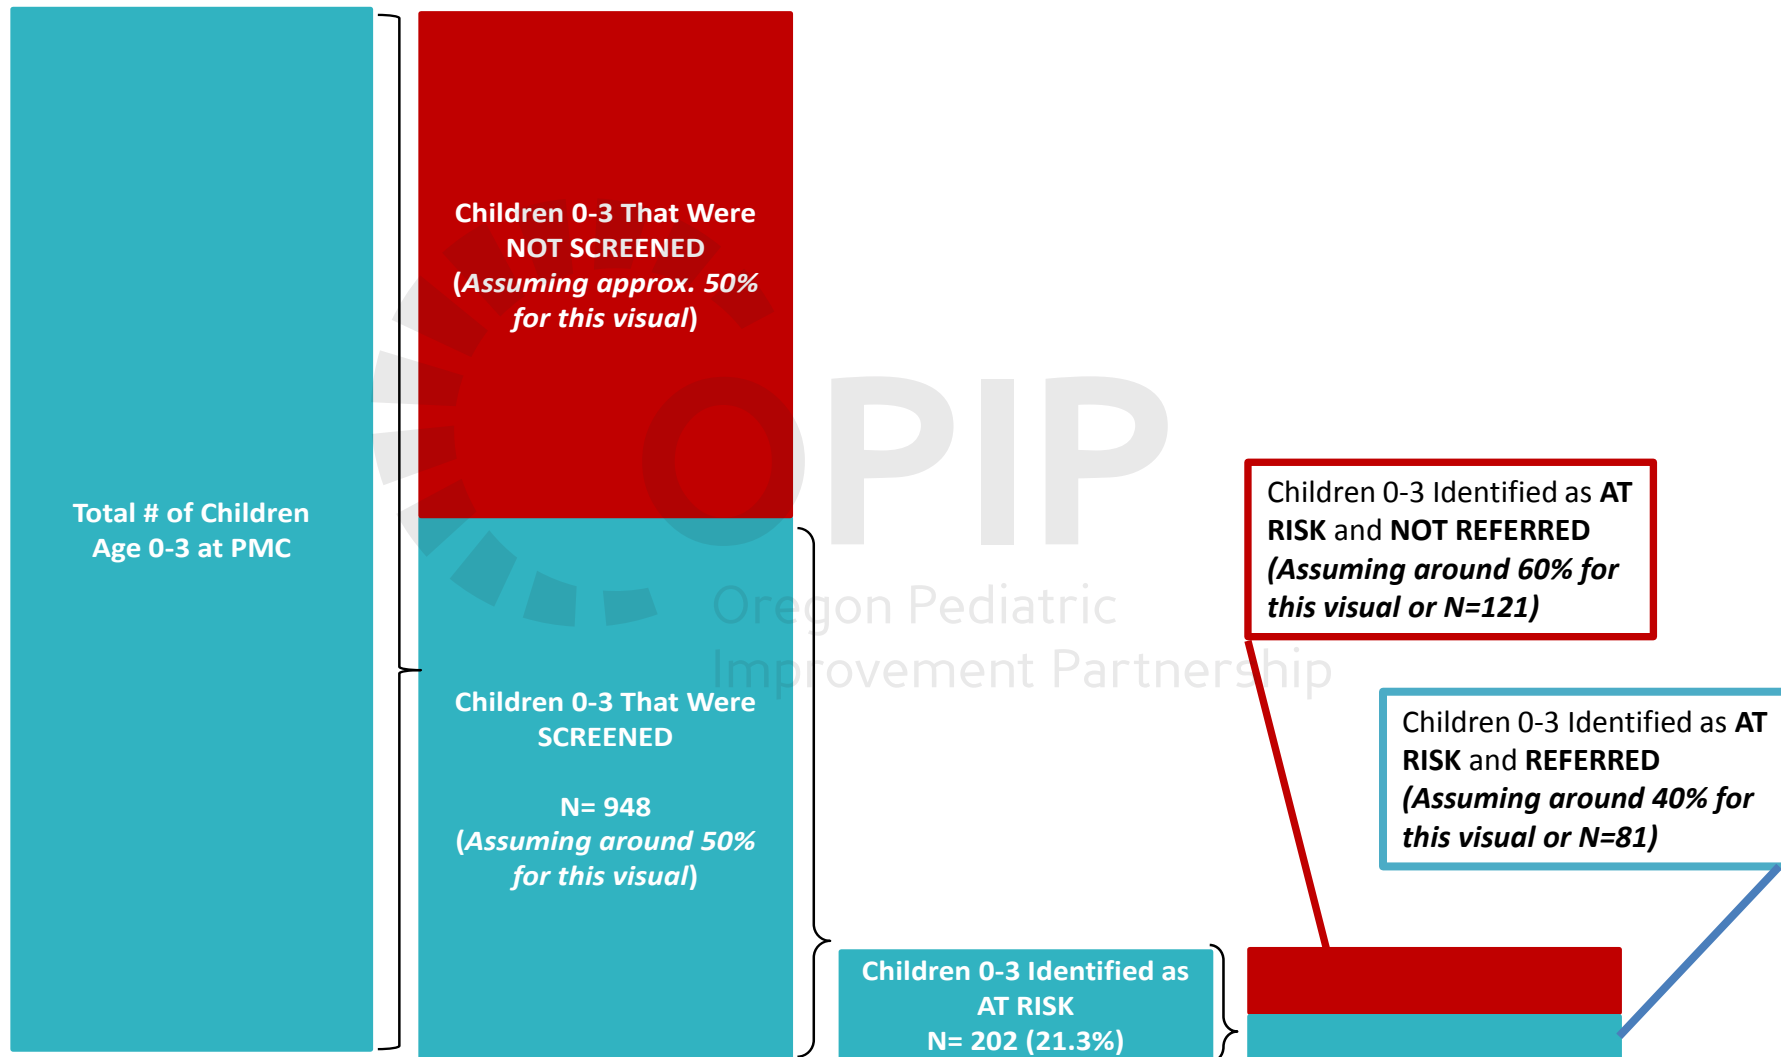 Total # of Children
Age 0-3 at PMC
Children 0-3 That Were
NOT SCREENED
(Assuming approx. 50%
for this visual)
Children 0-3 That Were
SCREENED
N= 948
(Assuming around 50%
for this visual)
Children 0-3 Identified as
AT RISK
N= 202 (21.3%)
Children 0-3 Identified as AT
RISK and NOT REFERRED
(Assuming around 60% for
this visual or N=121)
Children 0-3 Identified as AT
RISK and REFERRED
(Assuming around 40% for
this visual or N=81)
OPIP
Oregon Pediatric
Improvement Partnership